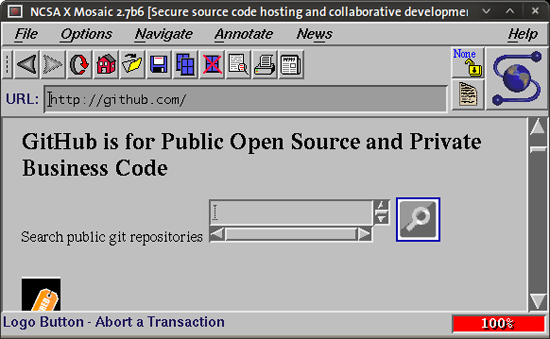 NCSA X Mosaic 2.7b6 [Secure source code hosting and collaborative developmen
File Options Navigate Annotate News Help
None
URL: http://github.com/
GitHub is for Public Open Source and Private
Business Code
Search public git repositories
Logo Button - Abort a Transaction 100%